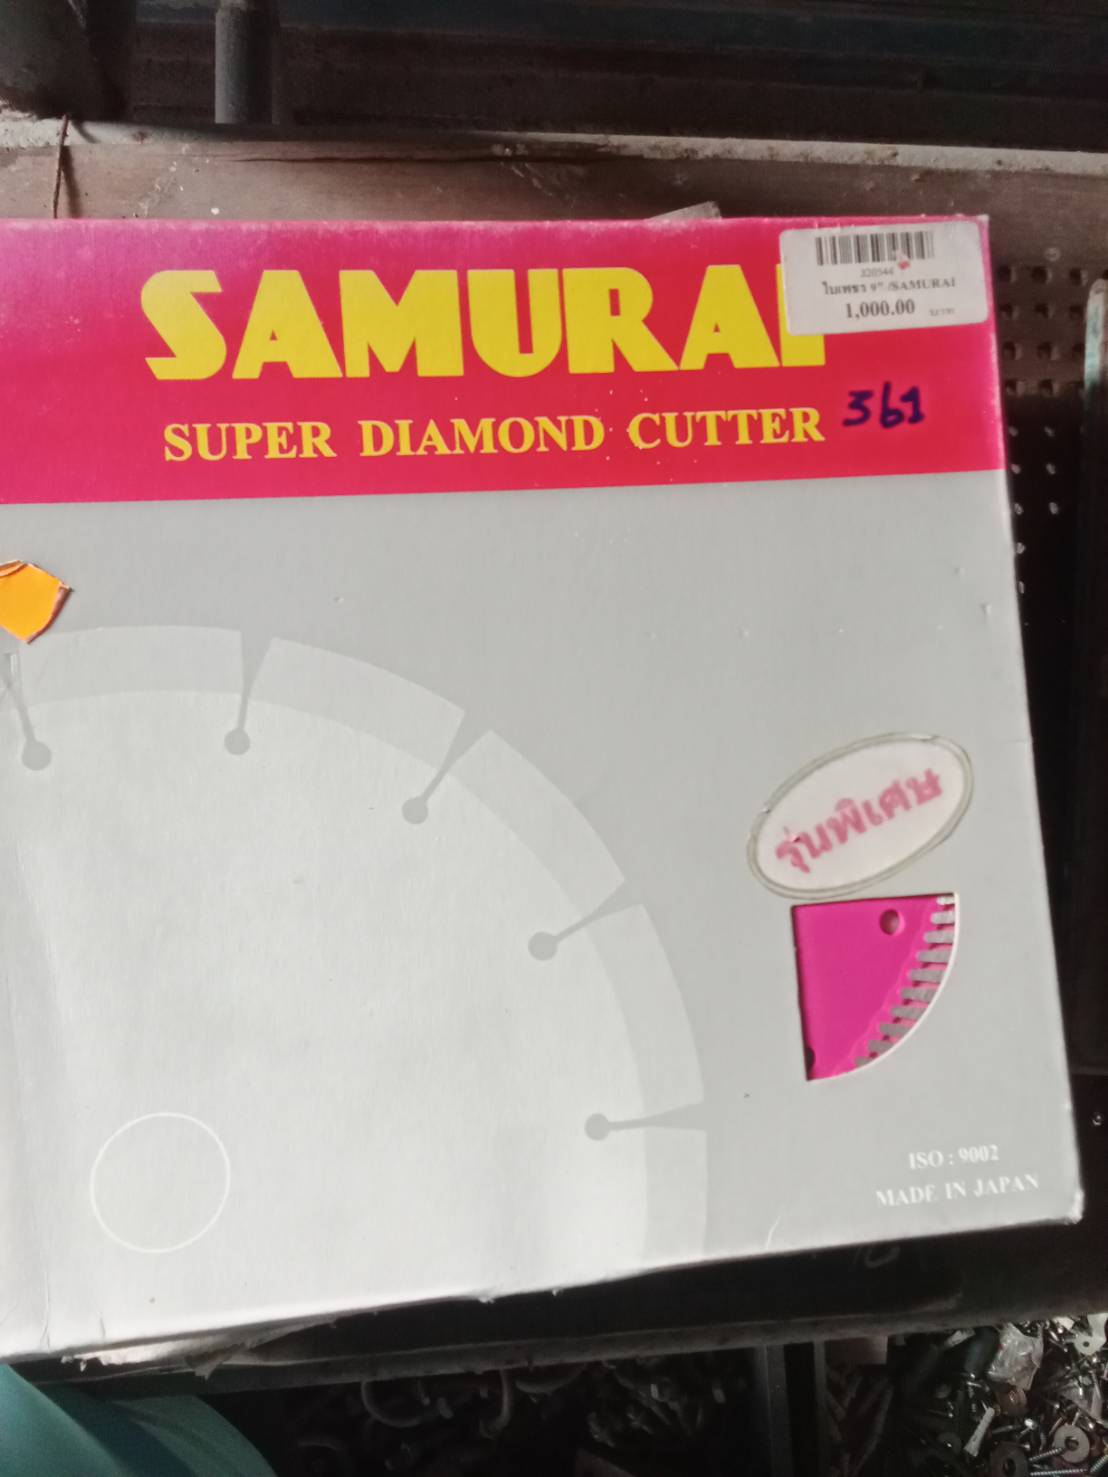 320544
ใบเพชร 9" /SAMURAI
1,000.00
SAMURAI
SUPER DIAMOND CUTTER
361
รุ่นพิเศษ
ISO : 9002
MADE IN JAPAN